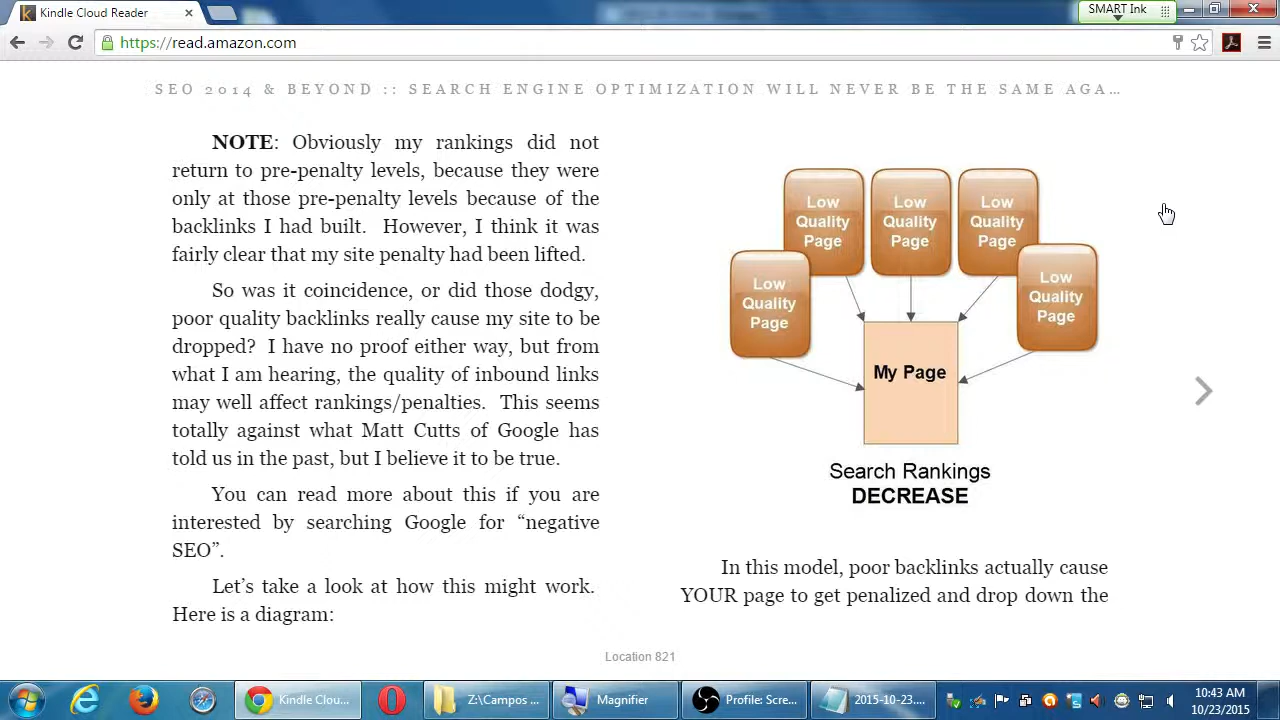 Kindle Cloud Reader
SMART Ink
https://read.amazon.com
SEO 2014 & BEYOND :: SEARCH ENGINE OPTIMIZATION WILL NEVER BE THE SAME AGA…
NOTE: Obviously my rankings did not
return to pre-penalty levels, because they were
only at those pre-penalty levels because of the
backlinks I had built. However, I think it was
fairly clear that my site penalty had been lifted.
So was it coincidence, or did those dodgy,
poor quality backlinks really cause my site to be
dropped? I have no proof either way, but from
what I am hearing, the quality of inbound links
may well affect rankings/penalties. This seems
totally against what Matt Cutts of Google has
told us in the past, but I believe it to be true.
You can read more about this if you are
interested by searching Google for “negative
SEO”.
Let’s take a look at how this might work.
Here is a diagram:
Low
Quality
Page
Low
Quality
Page
Low
Quality
Page
Low
Quality
Page
Low
Quality
Page
My Page
Search Rankings
DECREASE
In this model, poor backlinks actually cause
YOUR page to get penalized and drop down the
Location 821
Kindle Clou...
Z:\Campos ...
Magnifier
Profile: Scre...
2015-10-23....
10:43 AM
10/23/2015